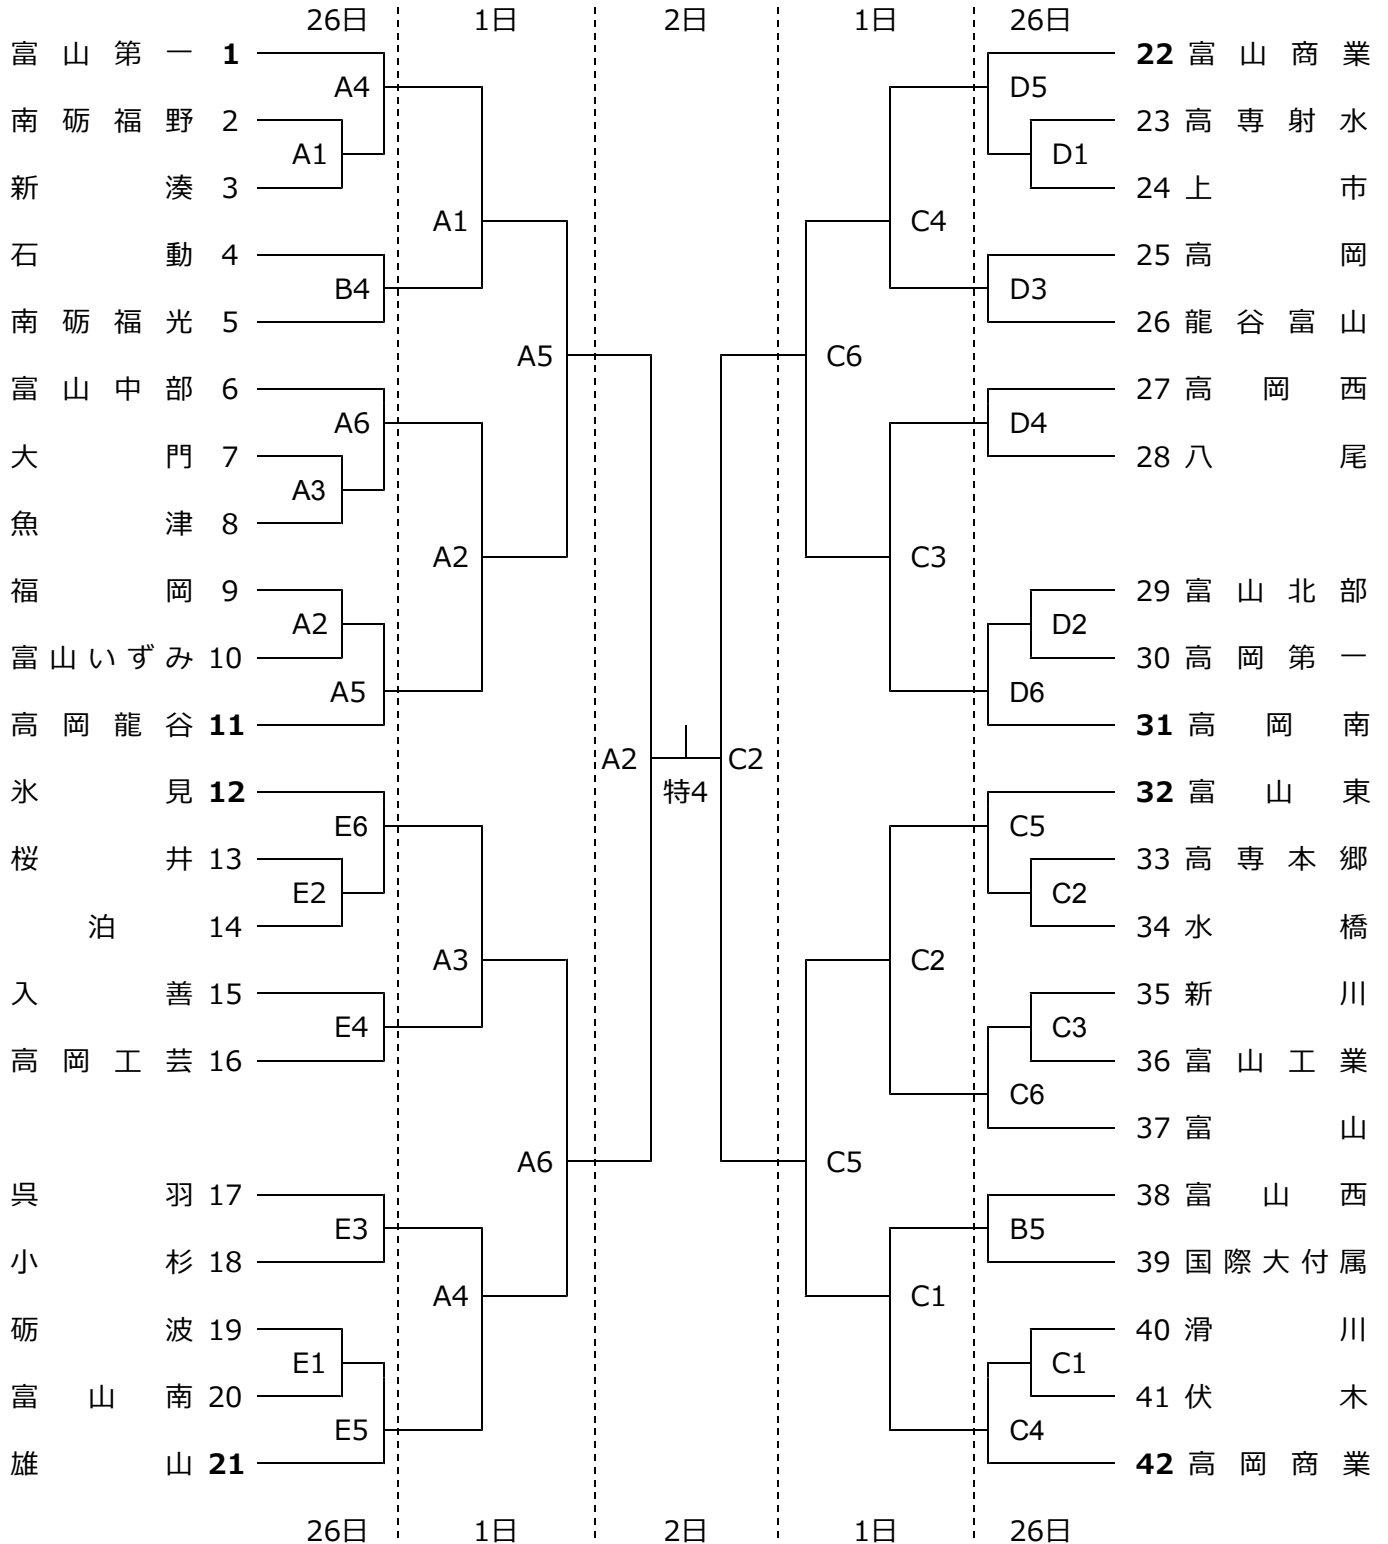 26日 1日 2日 1日 26日
富山第一 1 22 富山商業
A4 D5
南砺福野 2 23 高専射水
A1 D1
新湊 3 24 上市
A1 C4
石動 4 25 高岡
B4 D3
南砺福光 5 26 龍谷富山
A5 C6
富山中部 6 27 高岡西
A6 D4
大門 7 28 八尾
A3
魚津 8
A2 C3
福岡 9 29 富山北部
A2 D2
富山いずみ 10 30 高岡第一
A5 D6
高岡龍谷 11 31 高岡南
A2 C2
氷見 12 特4 32 富山東
E6 C5
桜井 13 33 高専本郷
E2 C2
泊 14 34 水橋
A3 C2
入善 15 35 新川
E4 C3
高岡工芸 16 36 富山工業
C6
37 富山
A6 C5
呉羽 17 38 富山西
E3 B5
小杉 18 39 国際大付属
A4 C1
砺波 19 40 滑川
E1 C1
富山南 20 41 伏木
E5 C4
雄山 21 42 高岡商業
26日 1日 2日 1日 26日